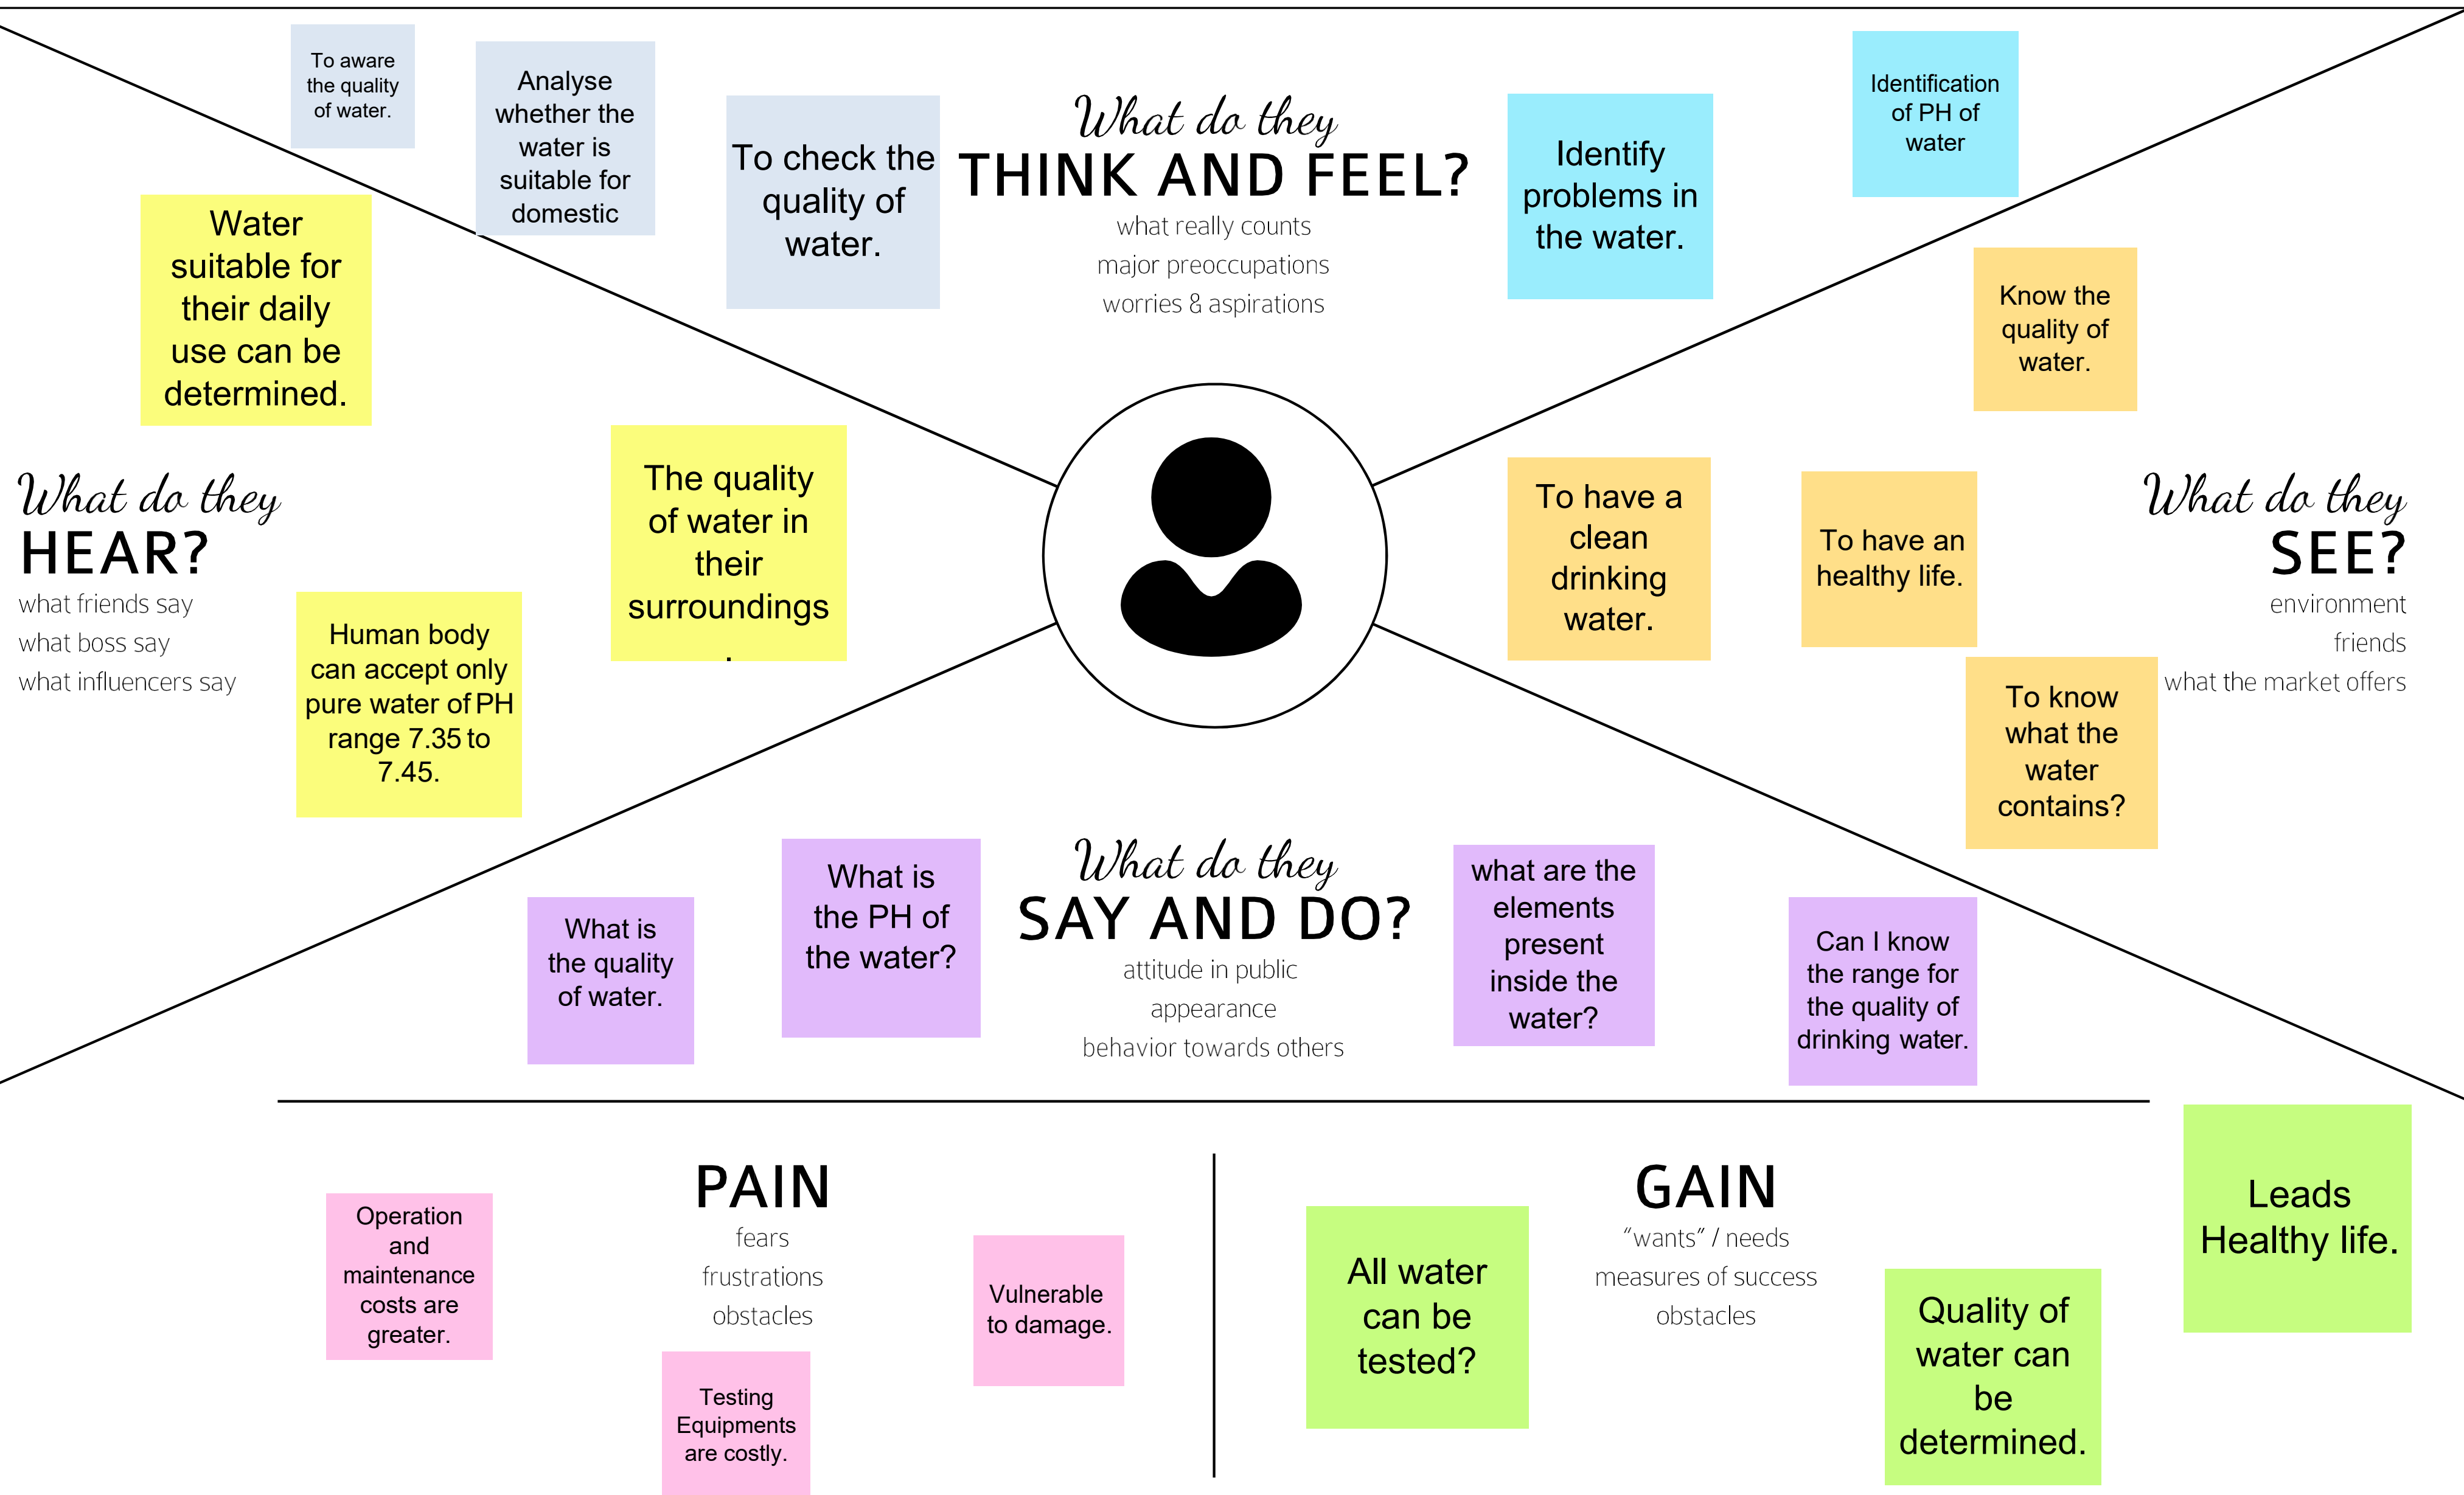 To aware
the quality
of water.
Analyse
whether the
water is
suitable for
domestic
To check the
quality of
water.
What do they
THINK AND FEEL?
what really counts
major preoccupations
worries & aspirations
Identify
problems in
the water.
Identification
of PH of
water
Water
suitable for
their daily
use can be
determined.
What do they
HEAR?
what friends say
what boss say
what influencers say
The quality
of water in
their
surroundings
.
Human body
can accept only
pure water of PH
range 7.35 to
7.45.
Know the
quality of
water.
To have a
clean
drinking
water.
To have an
healthy life.
What do they
SEE?
environment
friends
what the market offers
To know
what the
water
contains?
What is
the quality
of water.
What is
the PH of
the water?
What do they
SAY AND DO?
attitude in public
appearance
behavior towards others
what are the
elements
present
inside the
water?
Can I know
the range for
the quality of
drinking water.
PAIN
fears
frustrations
obstacles
Operation
and
maintenance
costs are
greater.
Testing
Equipments
are costly.
Vulnerable
to damage.
GAIN
“wants” / needs
measures of success
obstacles
All water
can be
tested?
Quality of
water can
be
determined.
Leads
Healthy life.